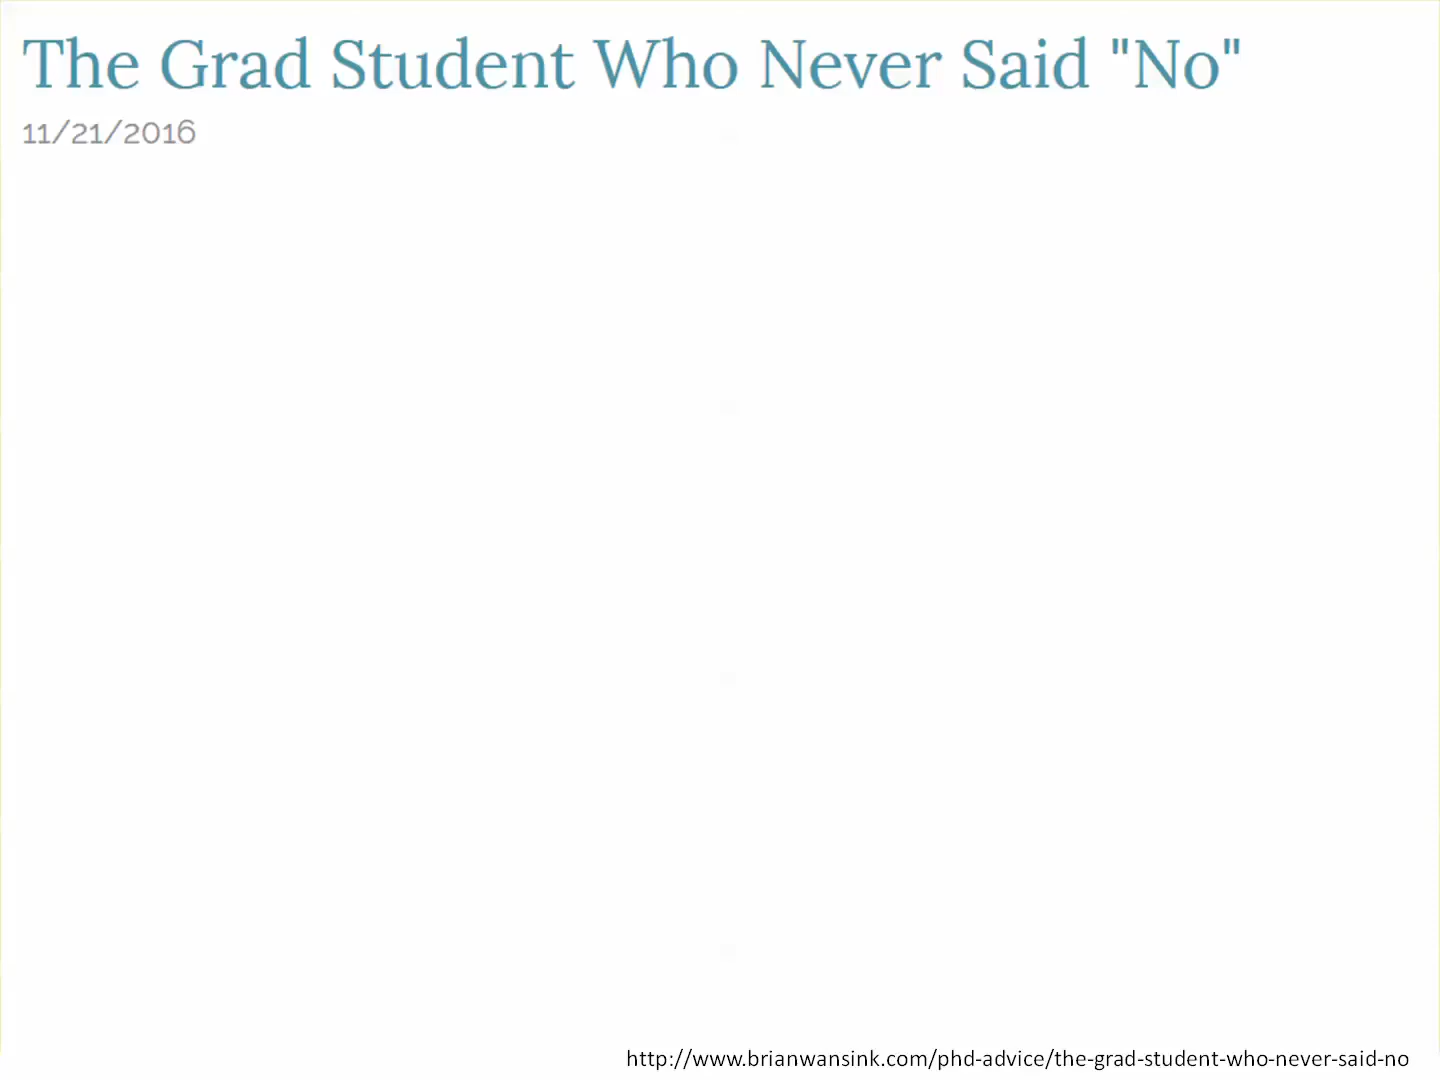 The Grad Student Who Never Said "No"
11/21/2016
http://www.brianwansink.com/phd-advice/the-grad-student-who-never-said-no